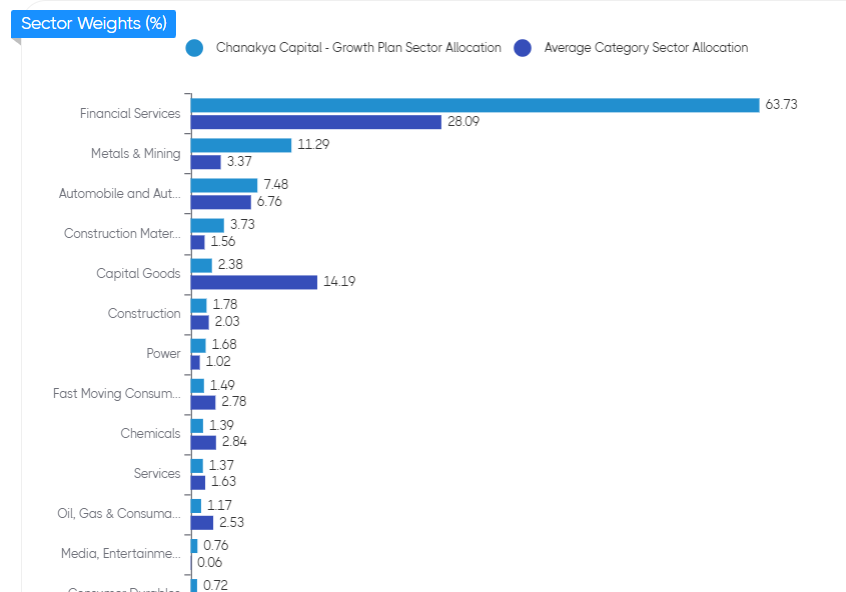 Sector Weights (%)
Chanakya Capital - Growth Plan Sector Allocation
Average Category Sector Allocation
Financial Services
63.73
28.09
Metals & Mining
11.29
3.37
Automobile and Aut...
7.48
6.76
Construction Mater...
3.73
1.56
Capital Goods
2.38
14.19
Construction
1.78
2.03
Power
1.68
1.02
Fast Moving Consum...
1.49
2.78
Chemicals
1.39
2.84
Services
1.37
1.63
Oil, Gas & Consuma...
1.17
2.53
Media, Entertainme...
0.76
0.06
Consumer Durables
0.72